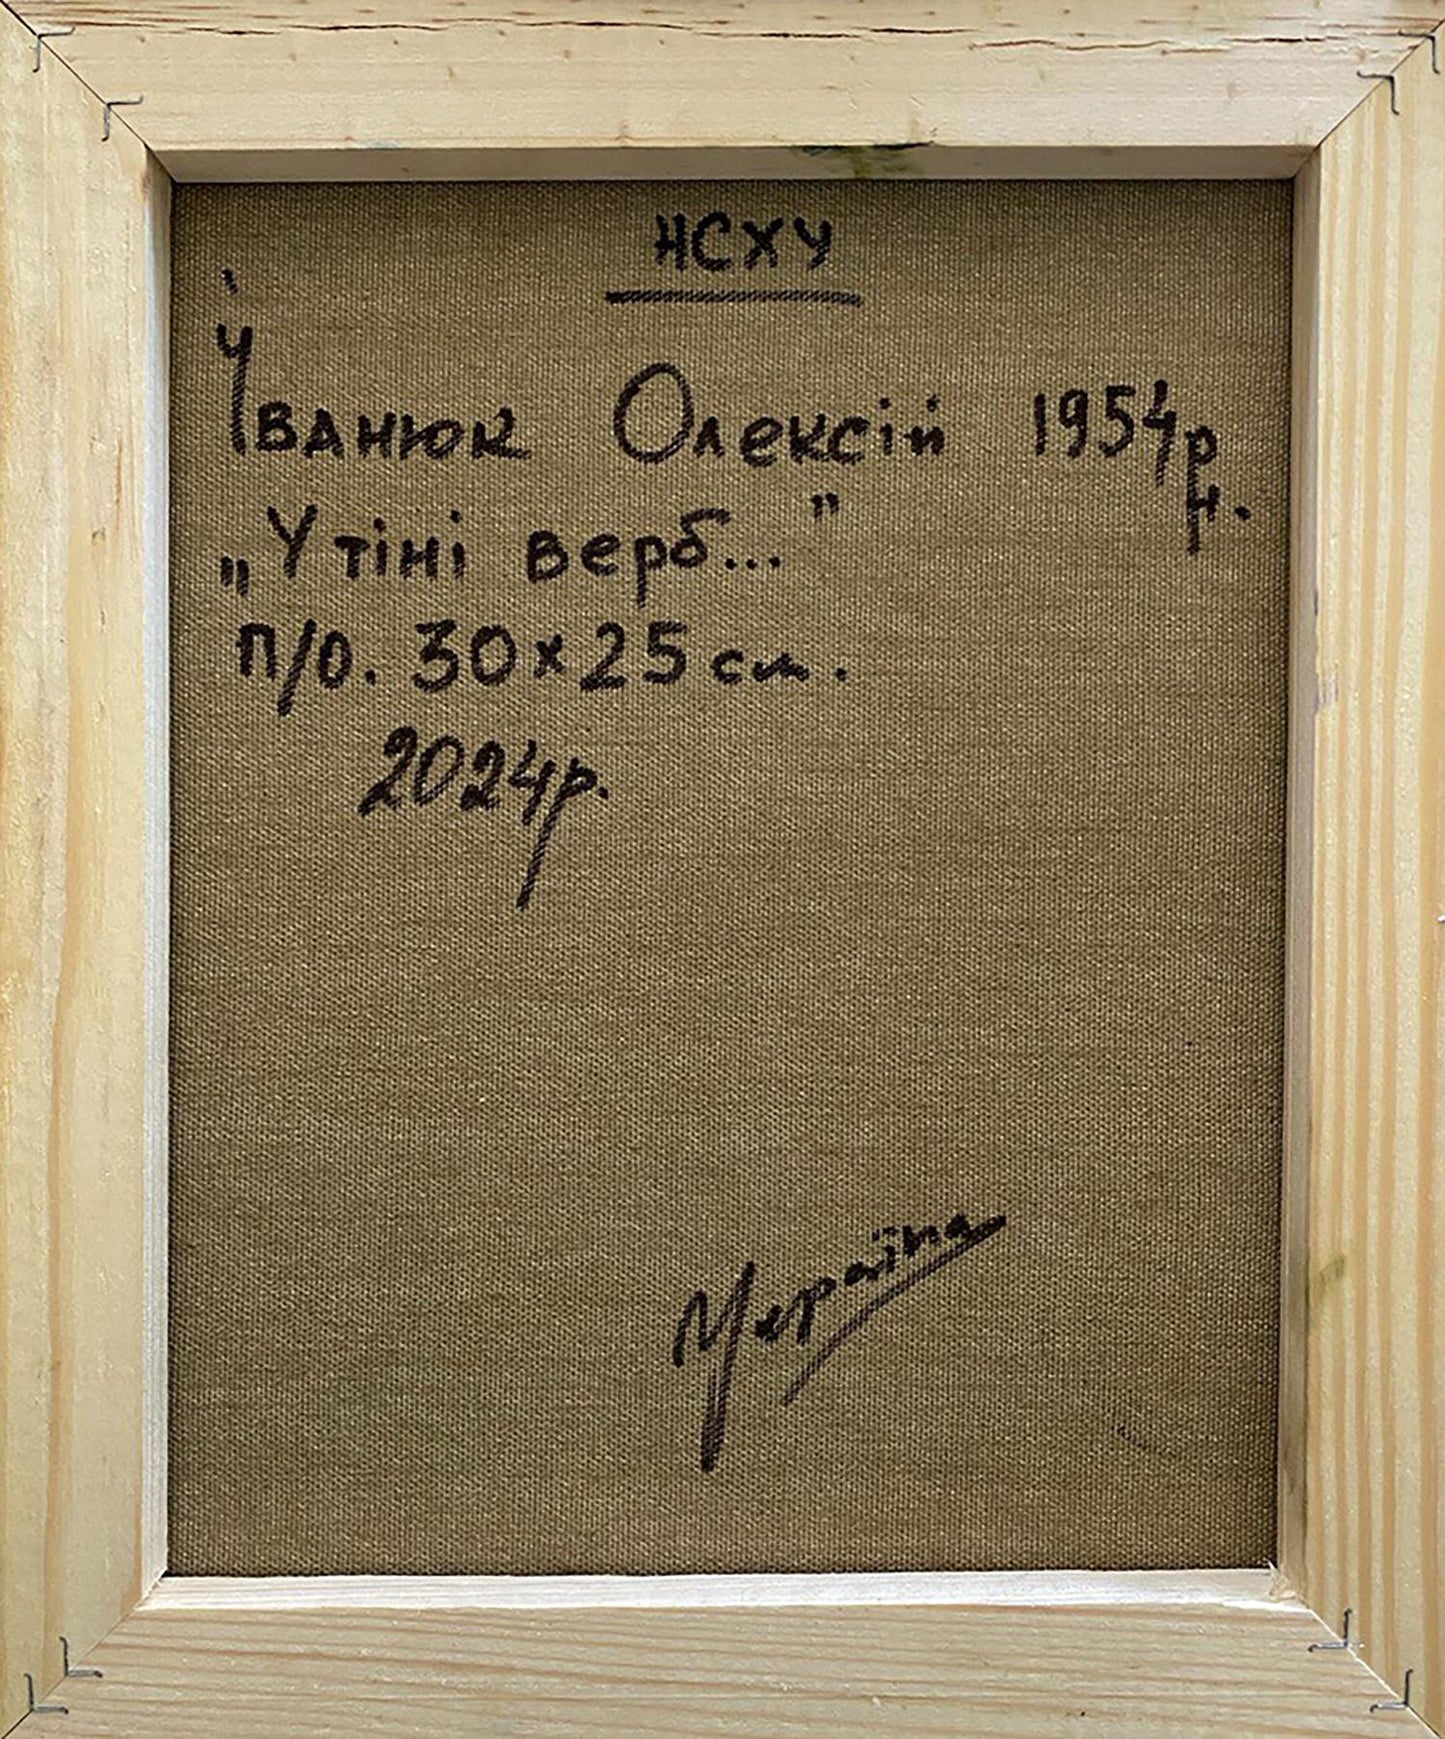 НСХУ
Іванюк Олексій 1954р
н.
„У тіні верб..."
П/О. 30×25 см.
2024р.
Україна